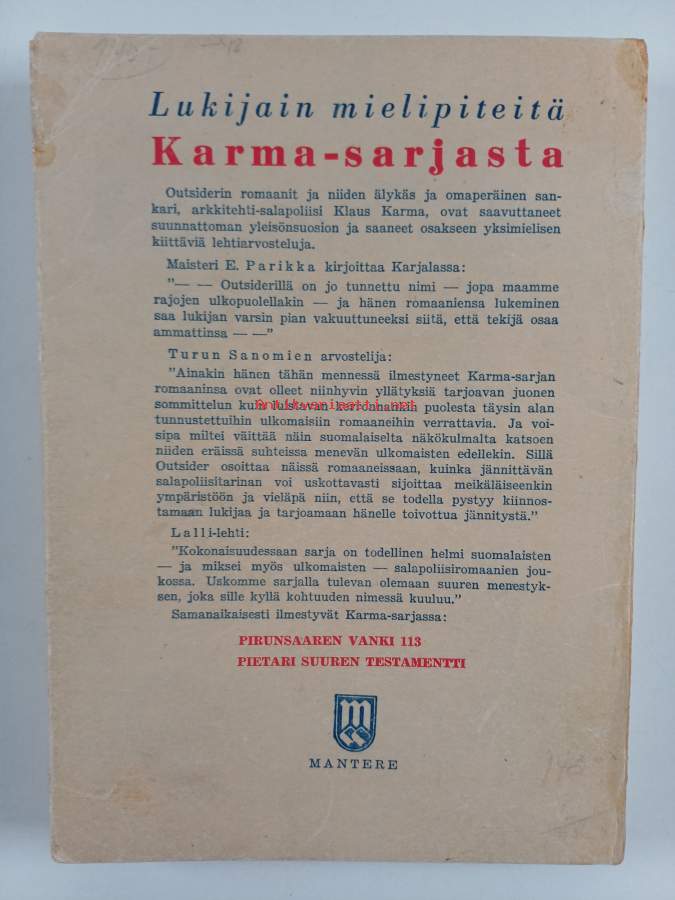 Lukijain mielipiteitä
Karma-sarjasta
Outsiderin romaanit ja niiden älykäs ja omaperäinen san-
kari, arkkitehti-salapoliisi Klaus Karma, ovat saavuttaneet
suunnattoman yleisönsuosion ja saaneet osakseen yksimielisen
kiittäviä lehtiarvosteluja.
Maisteri E. Parikka kirjoittaa Karjalassa:
"— — Outsiderillä on jo tunnettu nimi — jopa maamme
rajojen ulkopuolellakin — ja hänen romaaniensa lukeminen
saa lukijan varsin pian vakuuttuneeksi siitä, että tekijä osaa
ammattinsa — —"
Turun Sanomien arvostelija:
"Ainakin hänen tähän mennessä ilmestyneet Karma-sarjan
romaaninsa ovat olleet niinhyvin yllätyksiä tarjoavan juonen
sommittelun kuin luistavan kerronnankin puolesta täysin alan
tunnustettuihin ulkomaisiin romaaneihin verrattavia. Ja voi-
sipa miltei väittää näin suomalaiselta näkökulmalta katsoen
niiden eräissä suhteissa menevän ulkomaisten edellekin. Sillä
Outsider osoittaa näissä romaaneissaan, kuinka jännittävän
salapoliisitarinan voi uskottavasti sijoittaa meikäläiseenkin
ympäristöön ja vieläpä niin, että se todella pystyy kiinnos-
tamaan lukijaa ja tarjoamaan hänelle toivottua jännitystä."
Lalli-lehti:
"Kokonaisuudessaan sarja on todellinen helmi suomalaisten
— ja miksei myös ulkomaisten — salapoliisiromaanien jou-
kossa. Uskomme sarjalla tulevan olemaan suuren menestyk-
sen, joka sille kyllä kohtuuden nimessä kuuluu."
Samanaikaisesti ilmestyvät Karma-sarjassa:
PIRUNSAAREN VANKI 113
PIETARI SUUREN TESTAMENTTI
MANTERE